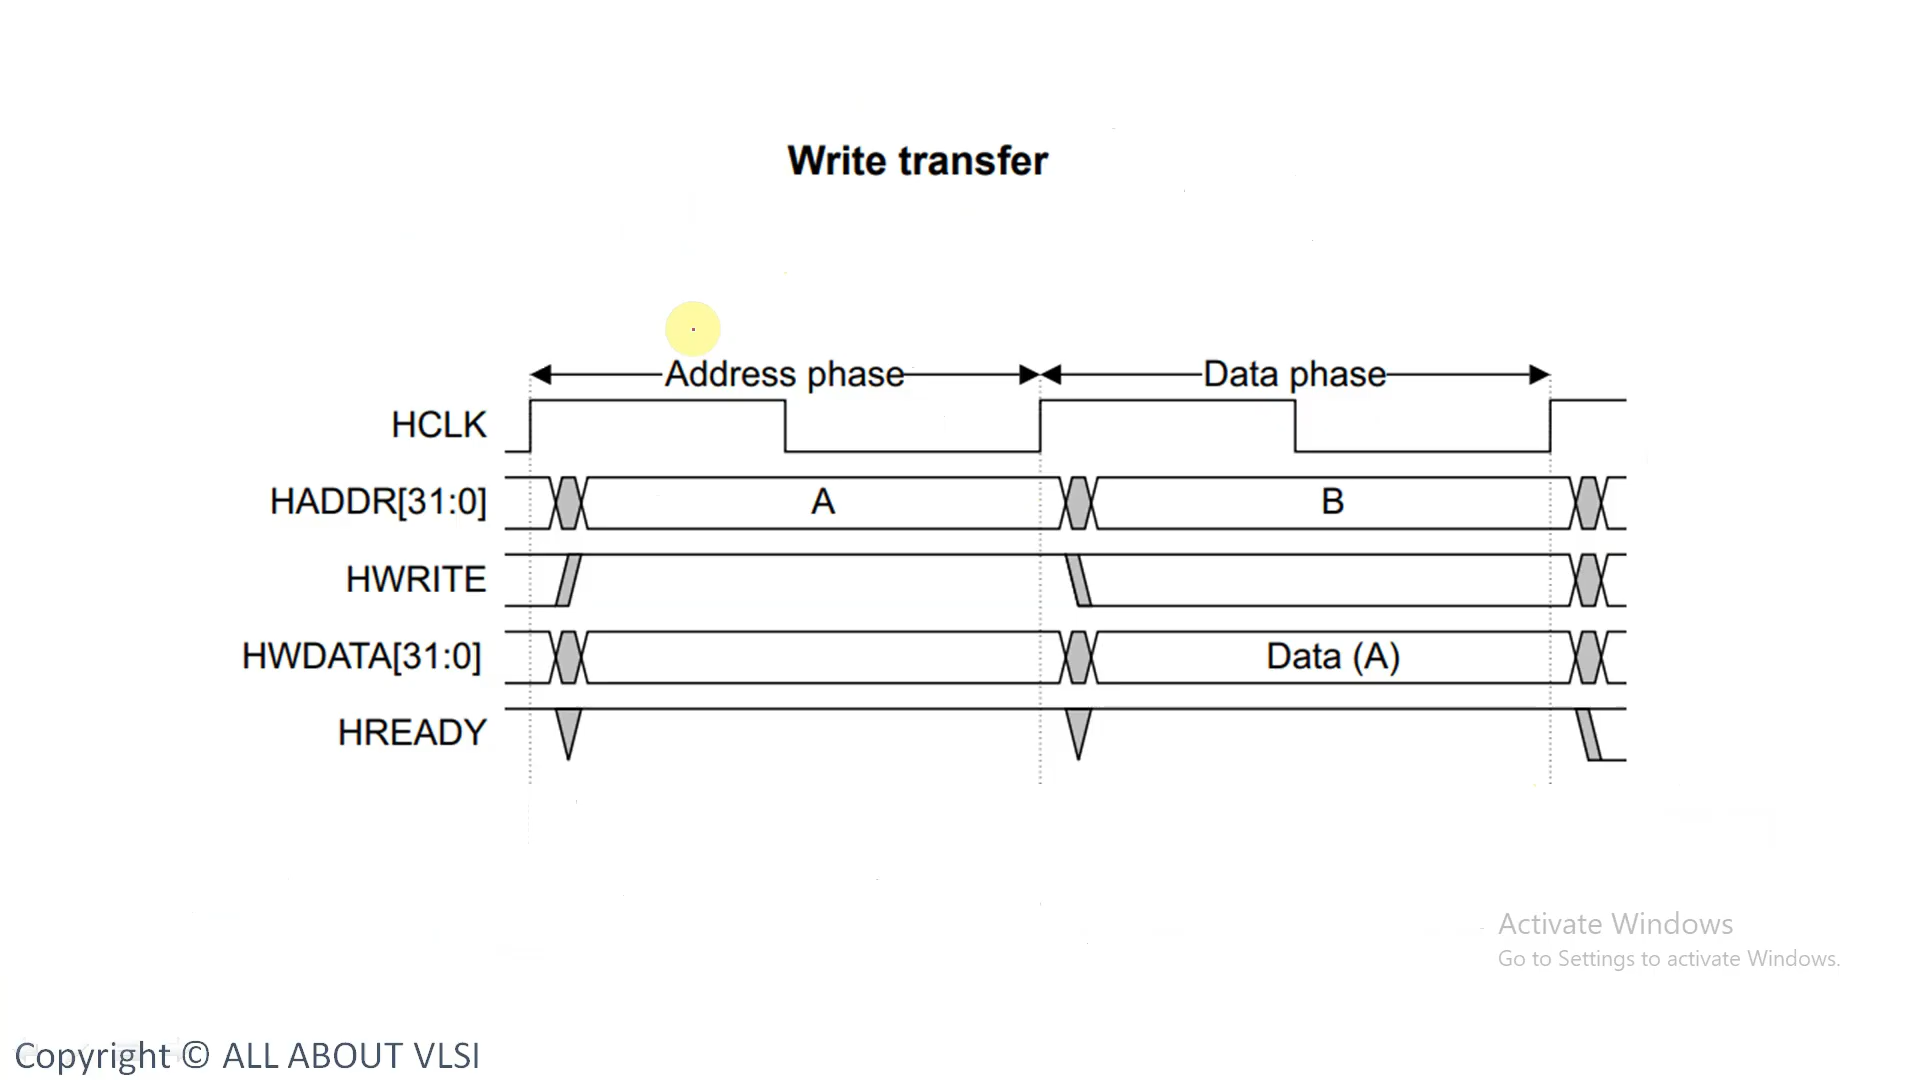 Write transfer
Address phase Data phase
HCLK
HADDR[31:0] A B
HWRITE
HWDATA[31:0] Data (A)
HREADY
Activate Windows
Go to Settings to activate Windows.
Copyright © ALL ABOUT VLSI